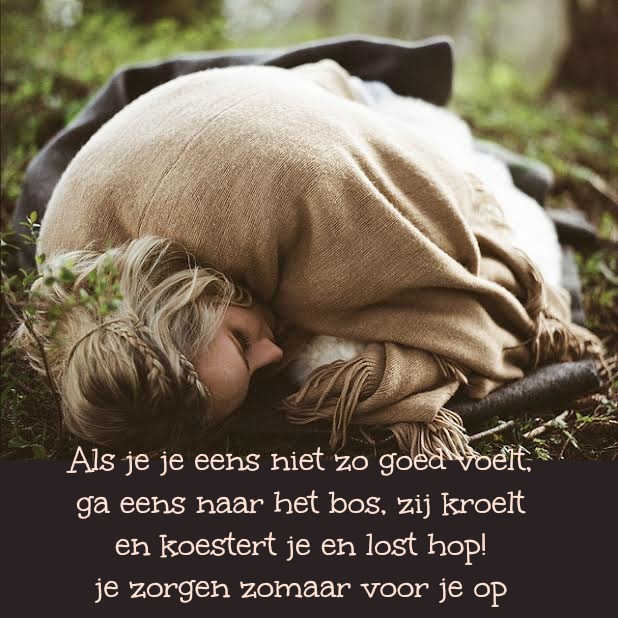 Als je je eens niet zo goed voelt,
ga eens naar het bos, zij kroelt
en koestert je en lost hop!
je zorgen zomaar voor je op